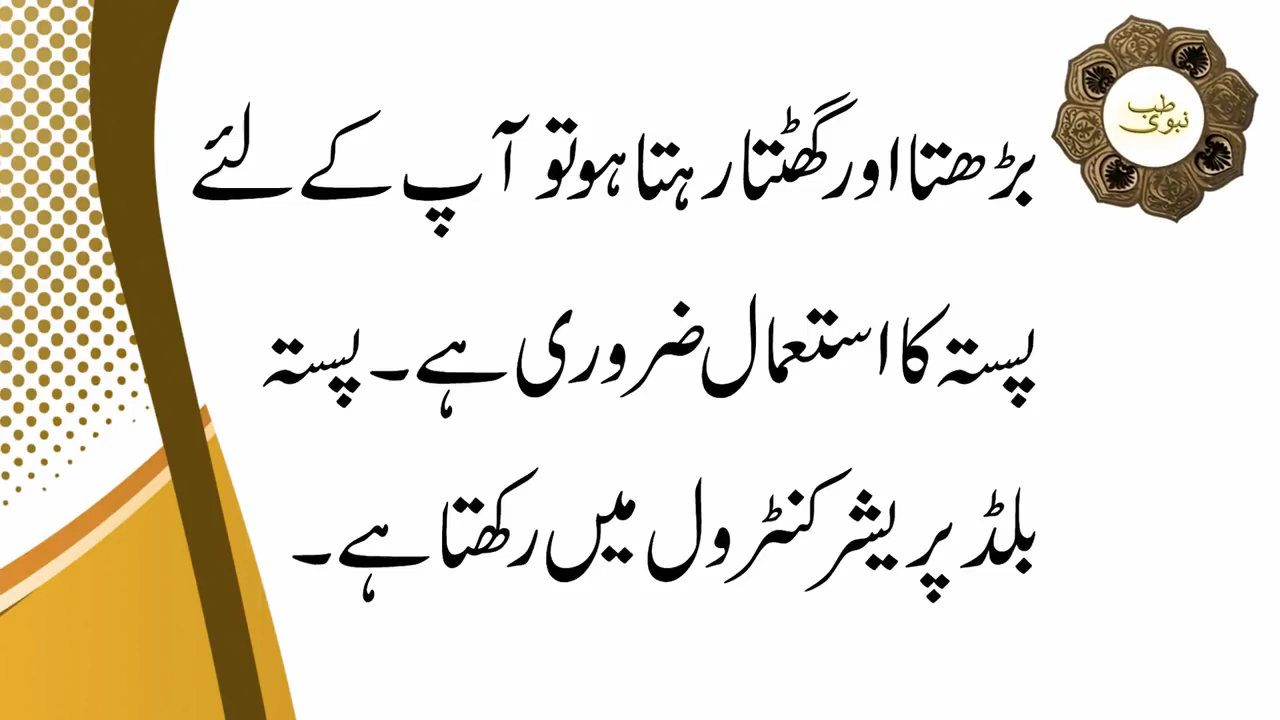 طب
نبوی
بڑھتا اور گھٹتا رہتا ہو تو آپ کے لئے
پستہ کا استعمال ضروری ہے۔ پستہ
بلڈ پریشر کنٹرول میں رکھتا ہے۔